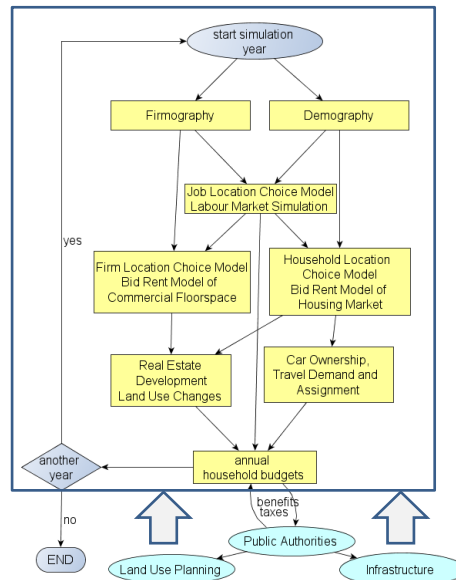 start simulation
year
Firmography
Demography
Job Location Choice Model
Labour Market Simulation
yes
Firm Location Choice Model
Bid Rent Model of
Commercial Floorspace
Household Location
Choice Model
Bid Rent Model of
Housing Market
Real Estate
Development
Land Use Changes
Car Ownership,
Travel Demand and
Assignment
another
year
annual
household budgets
no
benefits
taxes
Public Authorities
END
Land Use Planning
Infrastructure